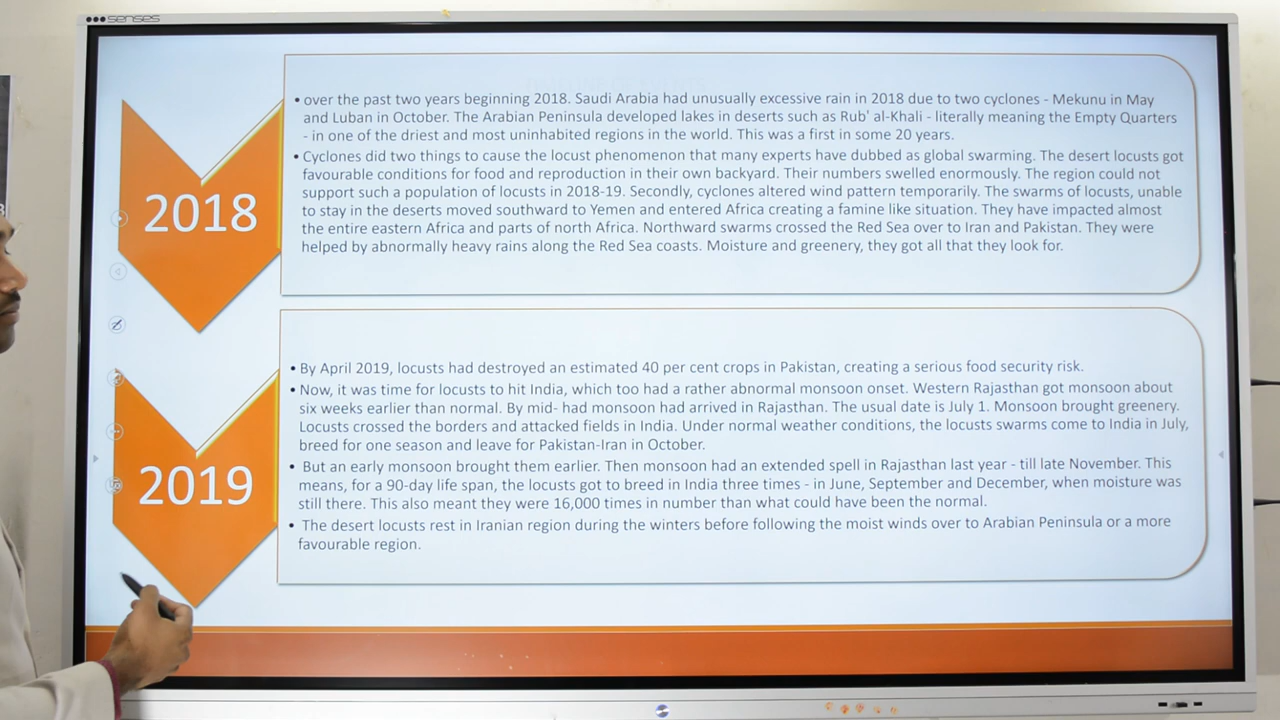 senses
• over the past two years beginning 2018. Saudi Arabia had unusually excessive rain in 2018 due to two cyclones - Mekunu in May
and Luban in October. The Arabian Peninsula developed lakes in deserts such as Rub' al-Khali - literally meaning the Empty Quarters
- in one of the driest and most uninhabited regions in the world. This was a first in some 20 years.
• Cyclones did two things to cause the locust phenomenon that many experts have dubbed as global swarming. The desert locusts got
favourable conditions for food and reproduction in their own backyard. Their numbers swelled enormously. The region could not
support such a population of locusts in 2018-19. Secondly, cyclones altered wind pattern temporarily. The swarms of locusts, unable
to stay in the deserts moved southward to Yemen and entered Africa creating a famine like situation. They have impacted almost
the entire eastern Africa and parts of north Africa. Northward swarms crossed the Red Sea over to Iran and Pakistan. They were
helped by abnormally heavy rains along the Red Sea coasts. Moisture and greenery, they got all that they look for.
2018
• By April 2019, locusts had destroyed an estimated 40 per cent crops in Pakistan, creating a serious food security risk.
• Now, it was time for locusts to hit India, which too had a rather abnormal monsoon onset. Western Rajasthan got monsoon about
six weeks earlier than normal. By mid- had monsoon had arrived in Rajasthan. The usual date is July 1. Monsoon brought greenery.
Locusts crossed the borders and attacked fields in India. Under normal weather conditions, the locusts swarms come to India in July,
breed for one season and leave for Pakistan-Iran in October.
• But an early monsoon brought them earlier. Then monsoon had an extended spell in Rajasthan last year - till late November. This
means, for a 90-day life span, the locusts got to breed in India three times - in June, September and December, when moisture was
still there. This also meant they were 16,000 times in number than what could have been the normal.
• The desert locusts rest in Iranian region during the winters before following the moist winds over to Arabian Peninsula or a more
favourable region.
2019